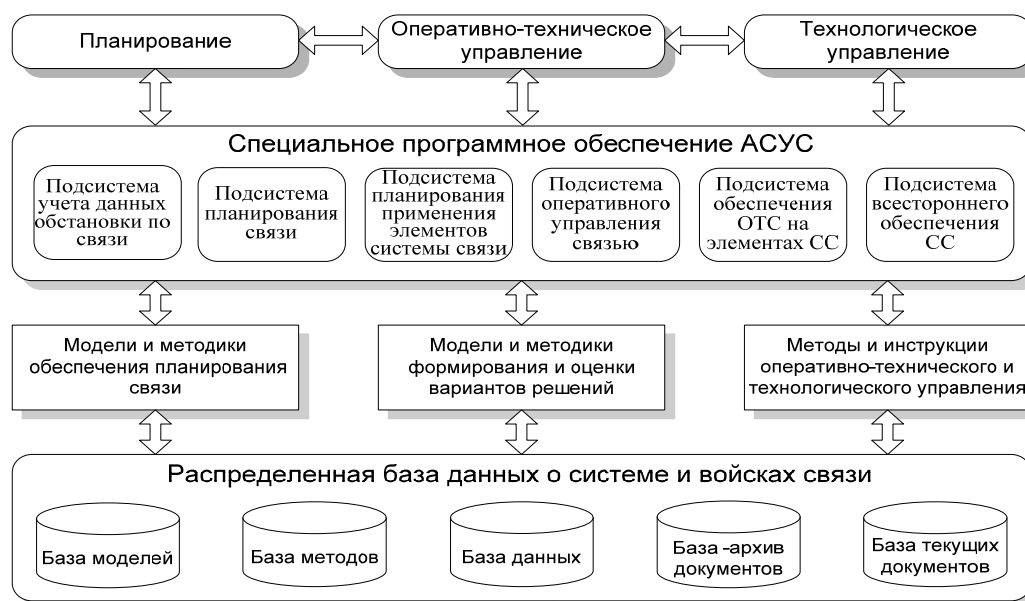 Планирование
Оперативно-техническое
управление
Технологическое
управление
Специальное программное обеспечение АСУС
Подсистема
учета данных
обстановки по
связи
Подсистема
планирования
связи
Подсистема
планирования
применения
элементов
системы связи
Подсистема
оперативного
управления
связью
Подсистема
обеспечения
ОТС на
элементах СС
Подсистема
всестороннего
обеспечения
СС
Модели и методики
обеспечения планирования
связи
Модели и методики
формирования и оценки
вариантов решений
Методы и инструкции
оперативно-технического и
технологического управления
Распределенная база данных о системе и войсках связи
База моделей
База методов
База данных
База -архив
документов
База текущих
документов